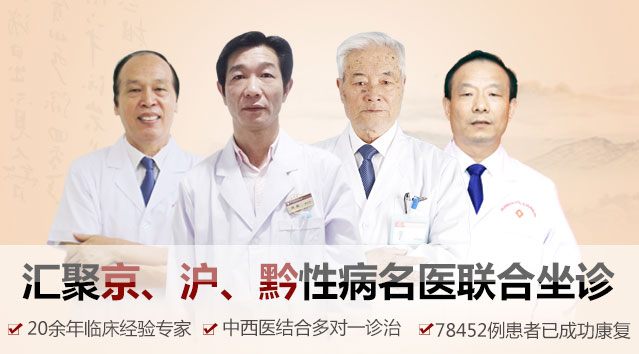 汇聚京、沪、黔性病名医联合坐诊
20余年临床经验专家 中西医结合多对一诊治 78452例患者已成功康复